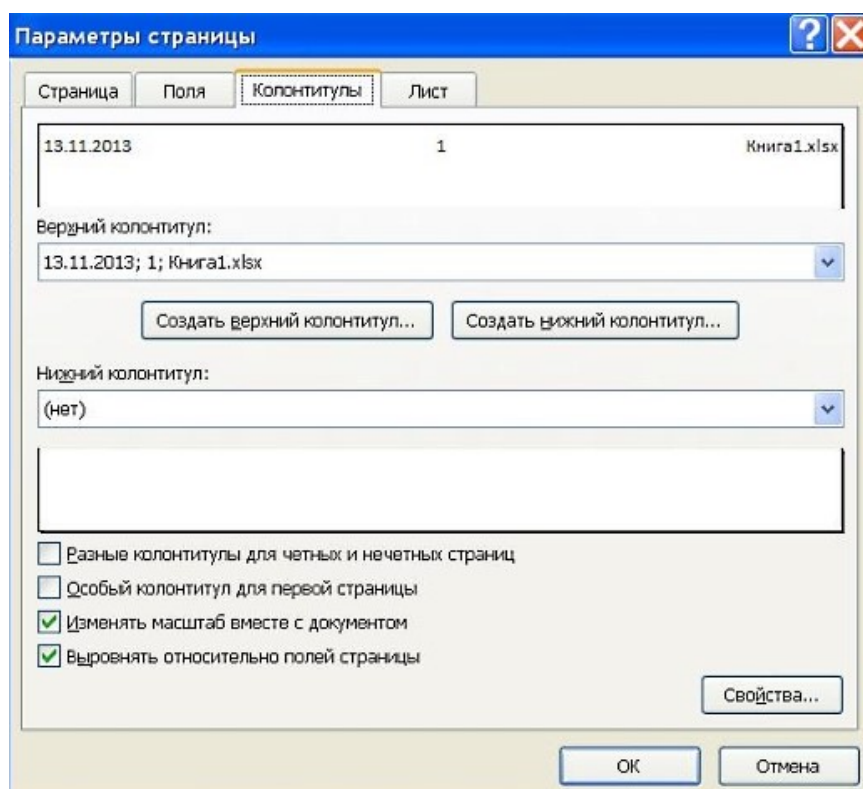 Параметры страницы
Страница Поля Колонтитулы Лист
13.11.2013 1 Книга1.xlsx
Верхний колонтитул:
13.11.2013; 1; Книга1.xlsx
Создать верхний колонтитул... Создать нижний колонтитул...
Нижний колонтитул:
(нет)
Разные колонтитулы для четных и нечетных страниц
Особый колонтитул для первой страницы
Изменять масштаб вместе с документом
Выровнять относительно полей страницы
Свойства...
ОК Отмена